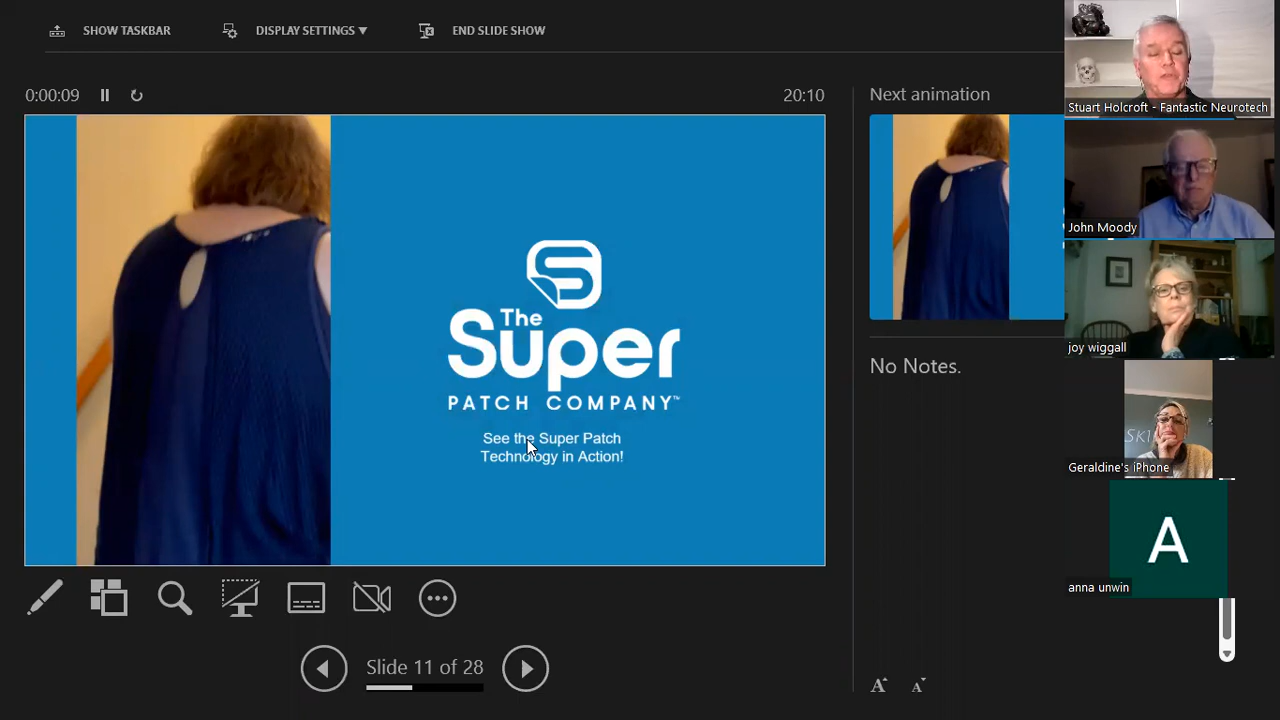 SHOW TASKBAR
DISPLAY SETTINGS ▼
END SLIDE SHOW
0:00:09
20:10
Next animation
The
Super
PATCH COMPANY™
See the Super Patch
Technology in Action!
No Notes.
Slide 11 of 28
A
A
Stuart Holcroft - Fantastic Neurotech
John Moody
joy wiggall
Geraldine's iPhone
A
anna unwin